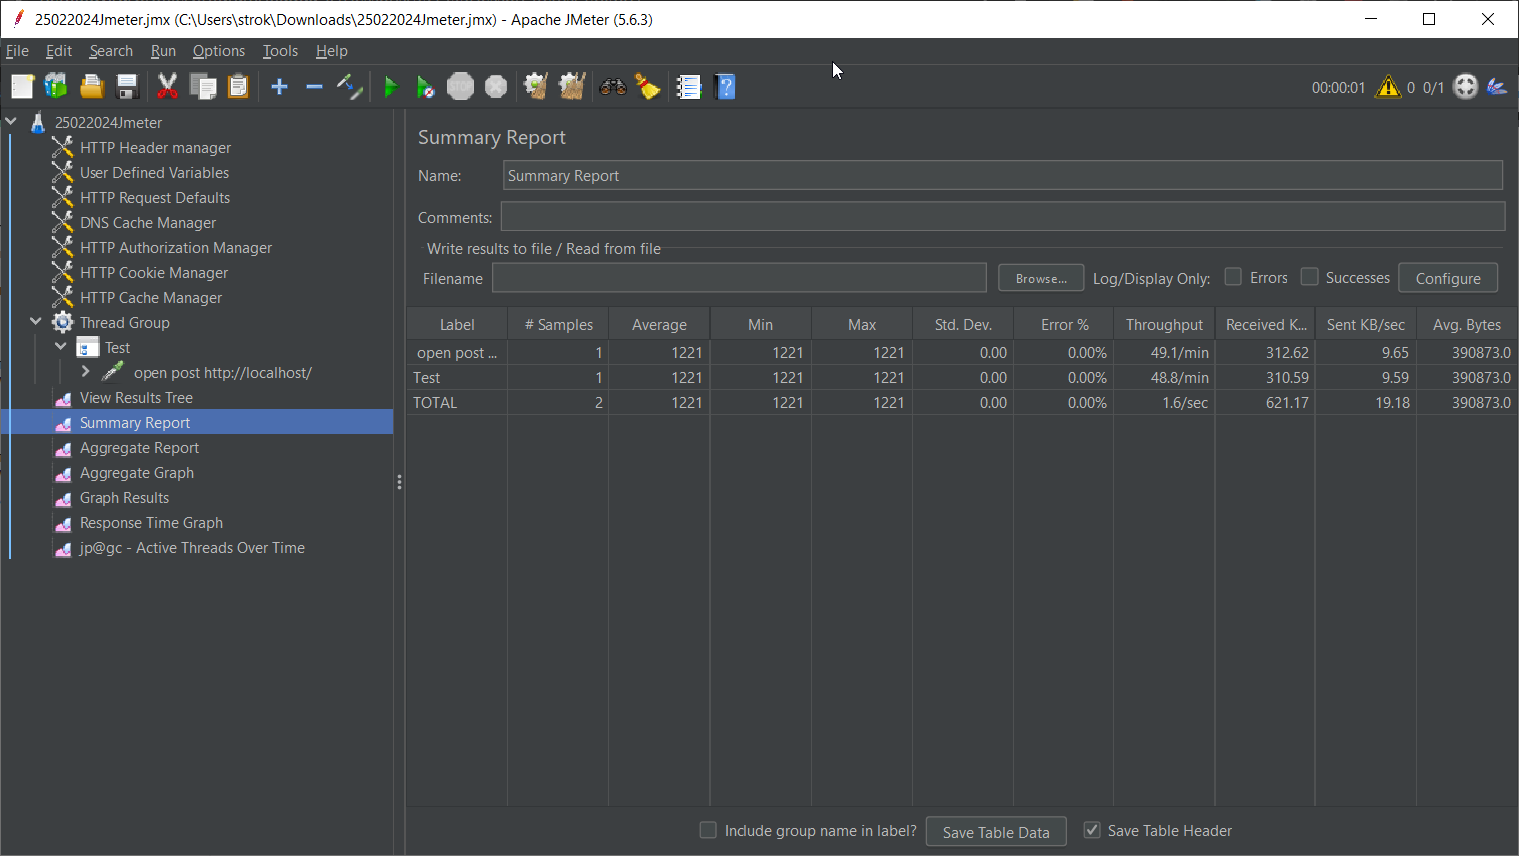 25022024Jmeter.jmx (C:\Users\strok\Downloads\25022024Jmeter.jmx) - Apache JMeter (5.6.3)
File Edit Search Run Options Tools Help
STOP
00:00:01 0 0/1
25022024Jmeter
HTTP Header manager
User Defined Variables
HTTP Request Defaults
DNS Cache Manager
HTTP Authorization Manager
HTTP Cookie Manager
HTTP Cache Manager
Thread Group
Test
open post http://localhost/
View Results Tree
Summary Report
Aggregate Report
Aggregate Graph
Graph Results
Response Time Graph
jp@gc - Active Threads Over Time
Summary Report
Name: Summary Report
Comments:
Write results to file / Read from file
Filename Browse... Log/Display Only: Errors Successes Configure
Label # Samples Average Min Max Std. Dev. Error % Throughput Received K... Sent KB/sec Avg. Bytes
open post ... 1 1221 1221 1221 0.00 0.00% 49.1/min 312.62 9.65 390873.0
Test 1 1221 1221 1221 0.00 0.00% 48.8/min 310.59 9.59 390873.0
TOTAL 2 1221 1221 1221 0.00 0.00% 1.6/sec 621.17 19.18 390873.0
Include group name in label? Save Table Data Save Table Header